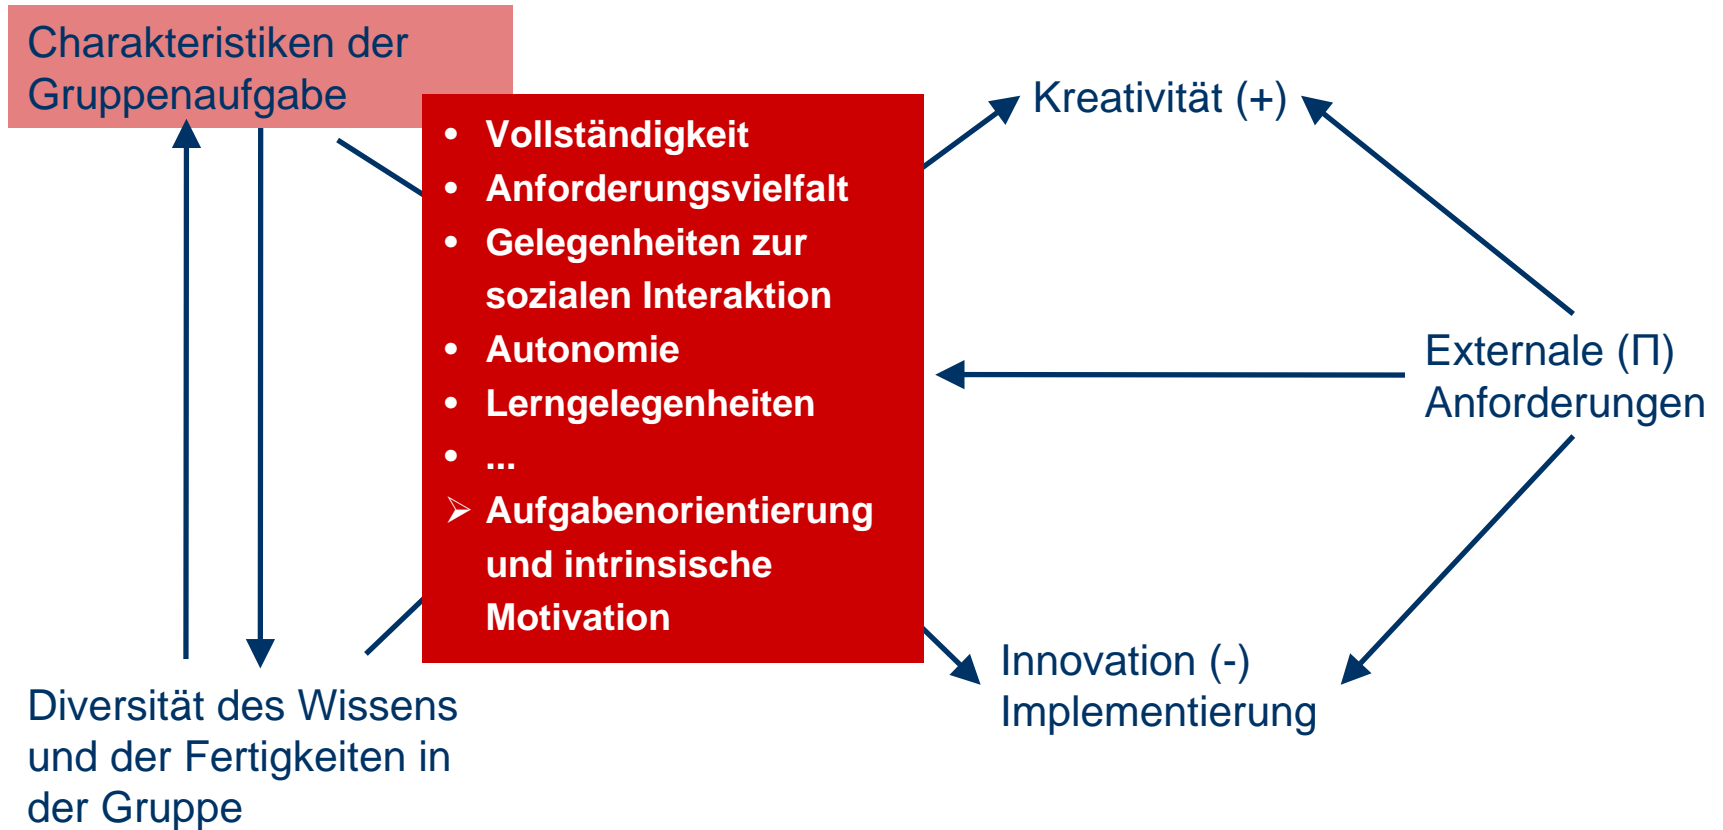 Charakteristiken der
Gruppenaufgabe
• Vollständigkeit
• Anforderungsvielfalt
• Gelegenheiten zur
sozialen Interaktion
• Autonomie
• Lerngelegenheiten
• ...
➢ Aufgabenorientierung
und intrinsische
Motivation
Kreativität (+)
Externale (Π)
Anforderungen
Innovation (-)
Implementierung
Diversität des Wissens
und der Fertigkeiten in
der Gruppe